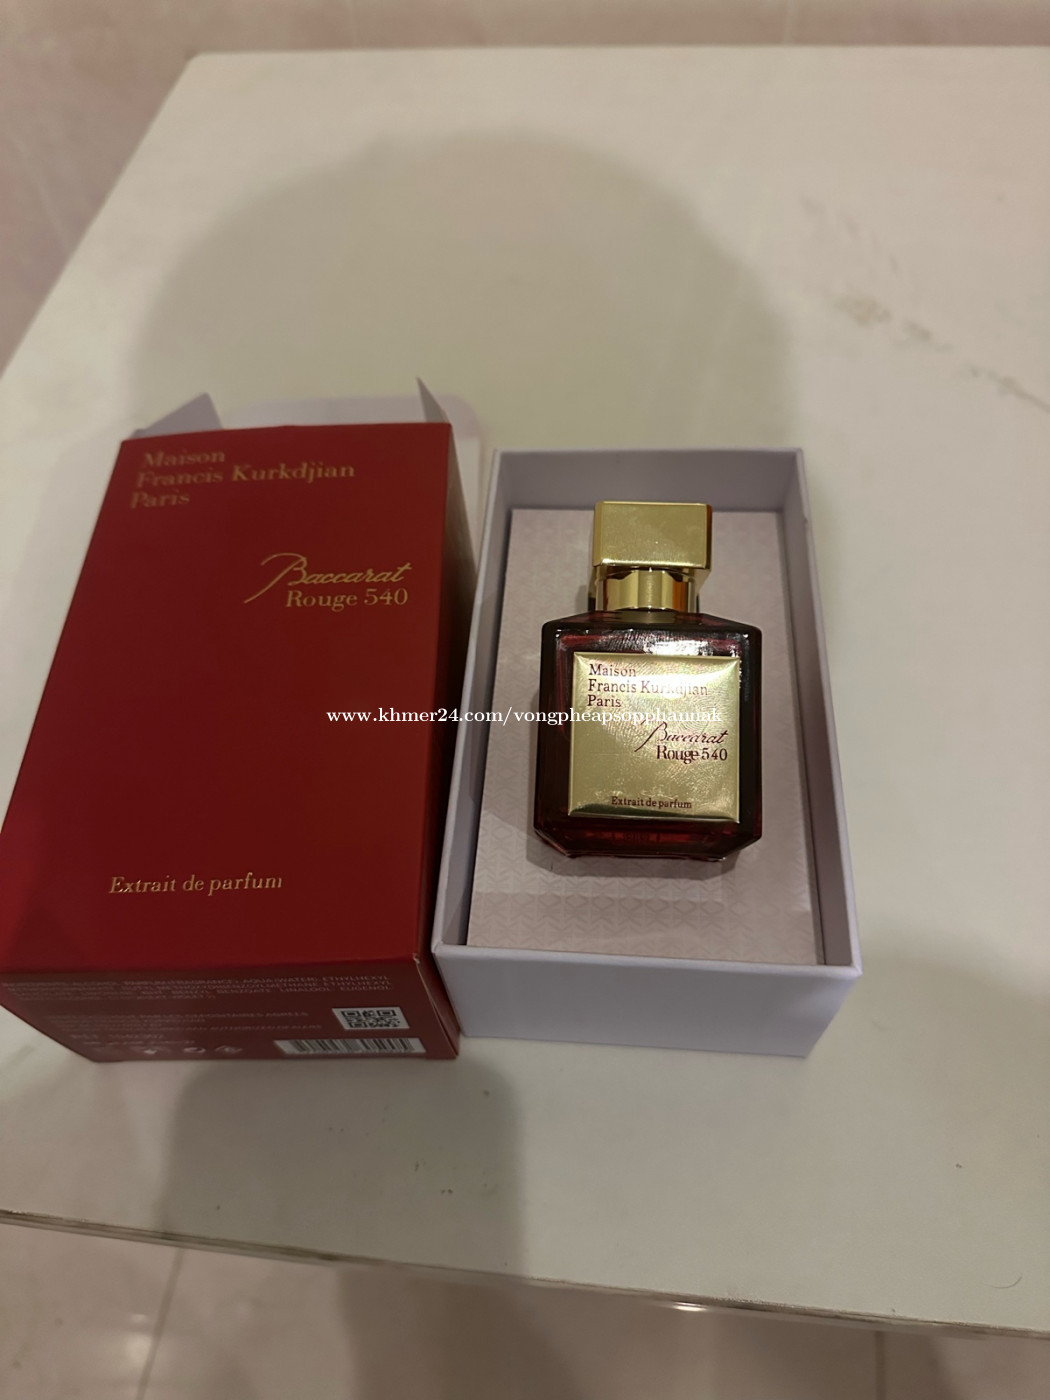 Maison
Francis Kurkdjian
Paris
Baccarat
Rouge 540
Extrait de parfum
Maison
Francis Kurkdjian
Paris
www.khmer24.com/vongpheapsopphanniak
Baccarat
Rouge 540
Extrait de parfum